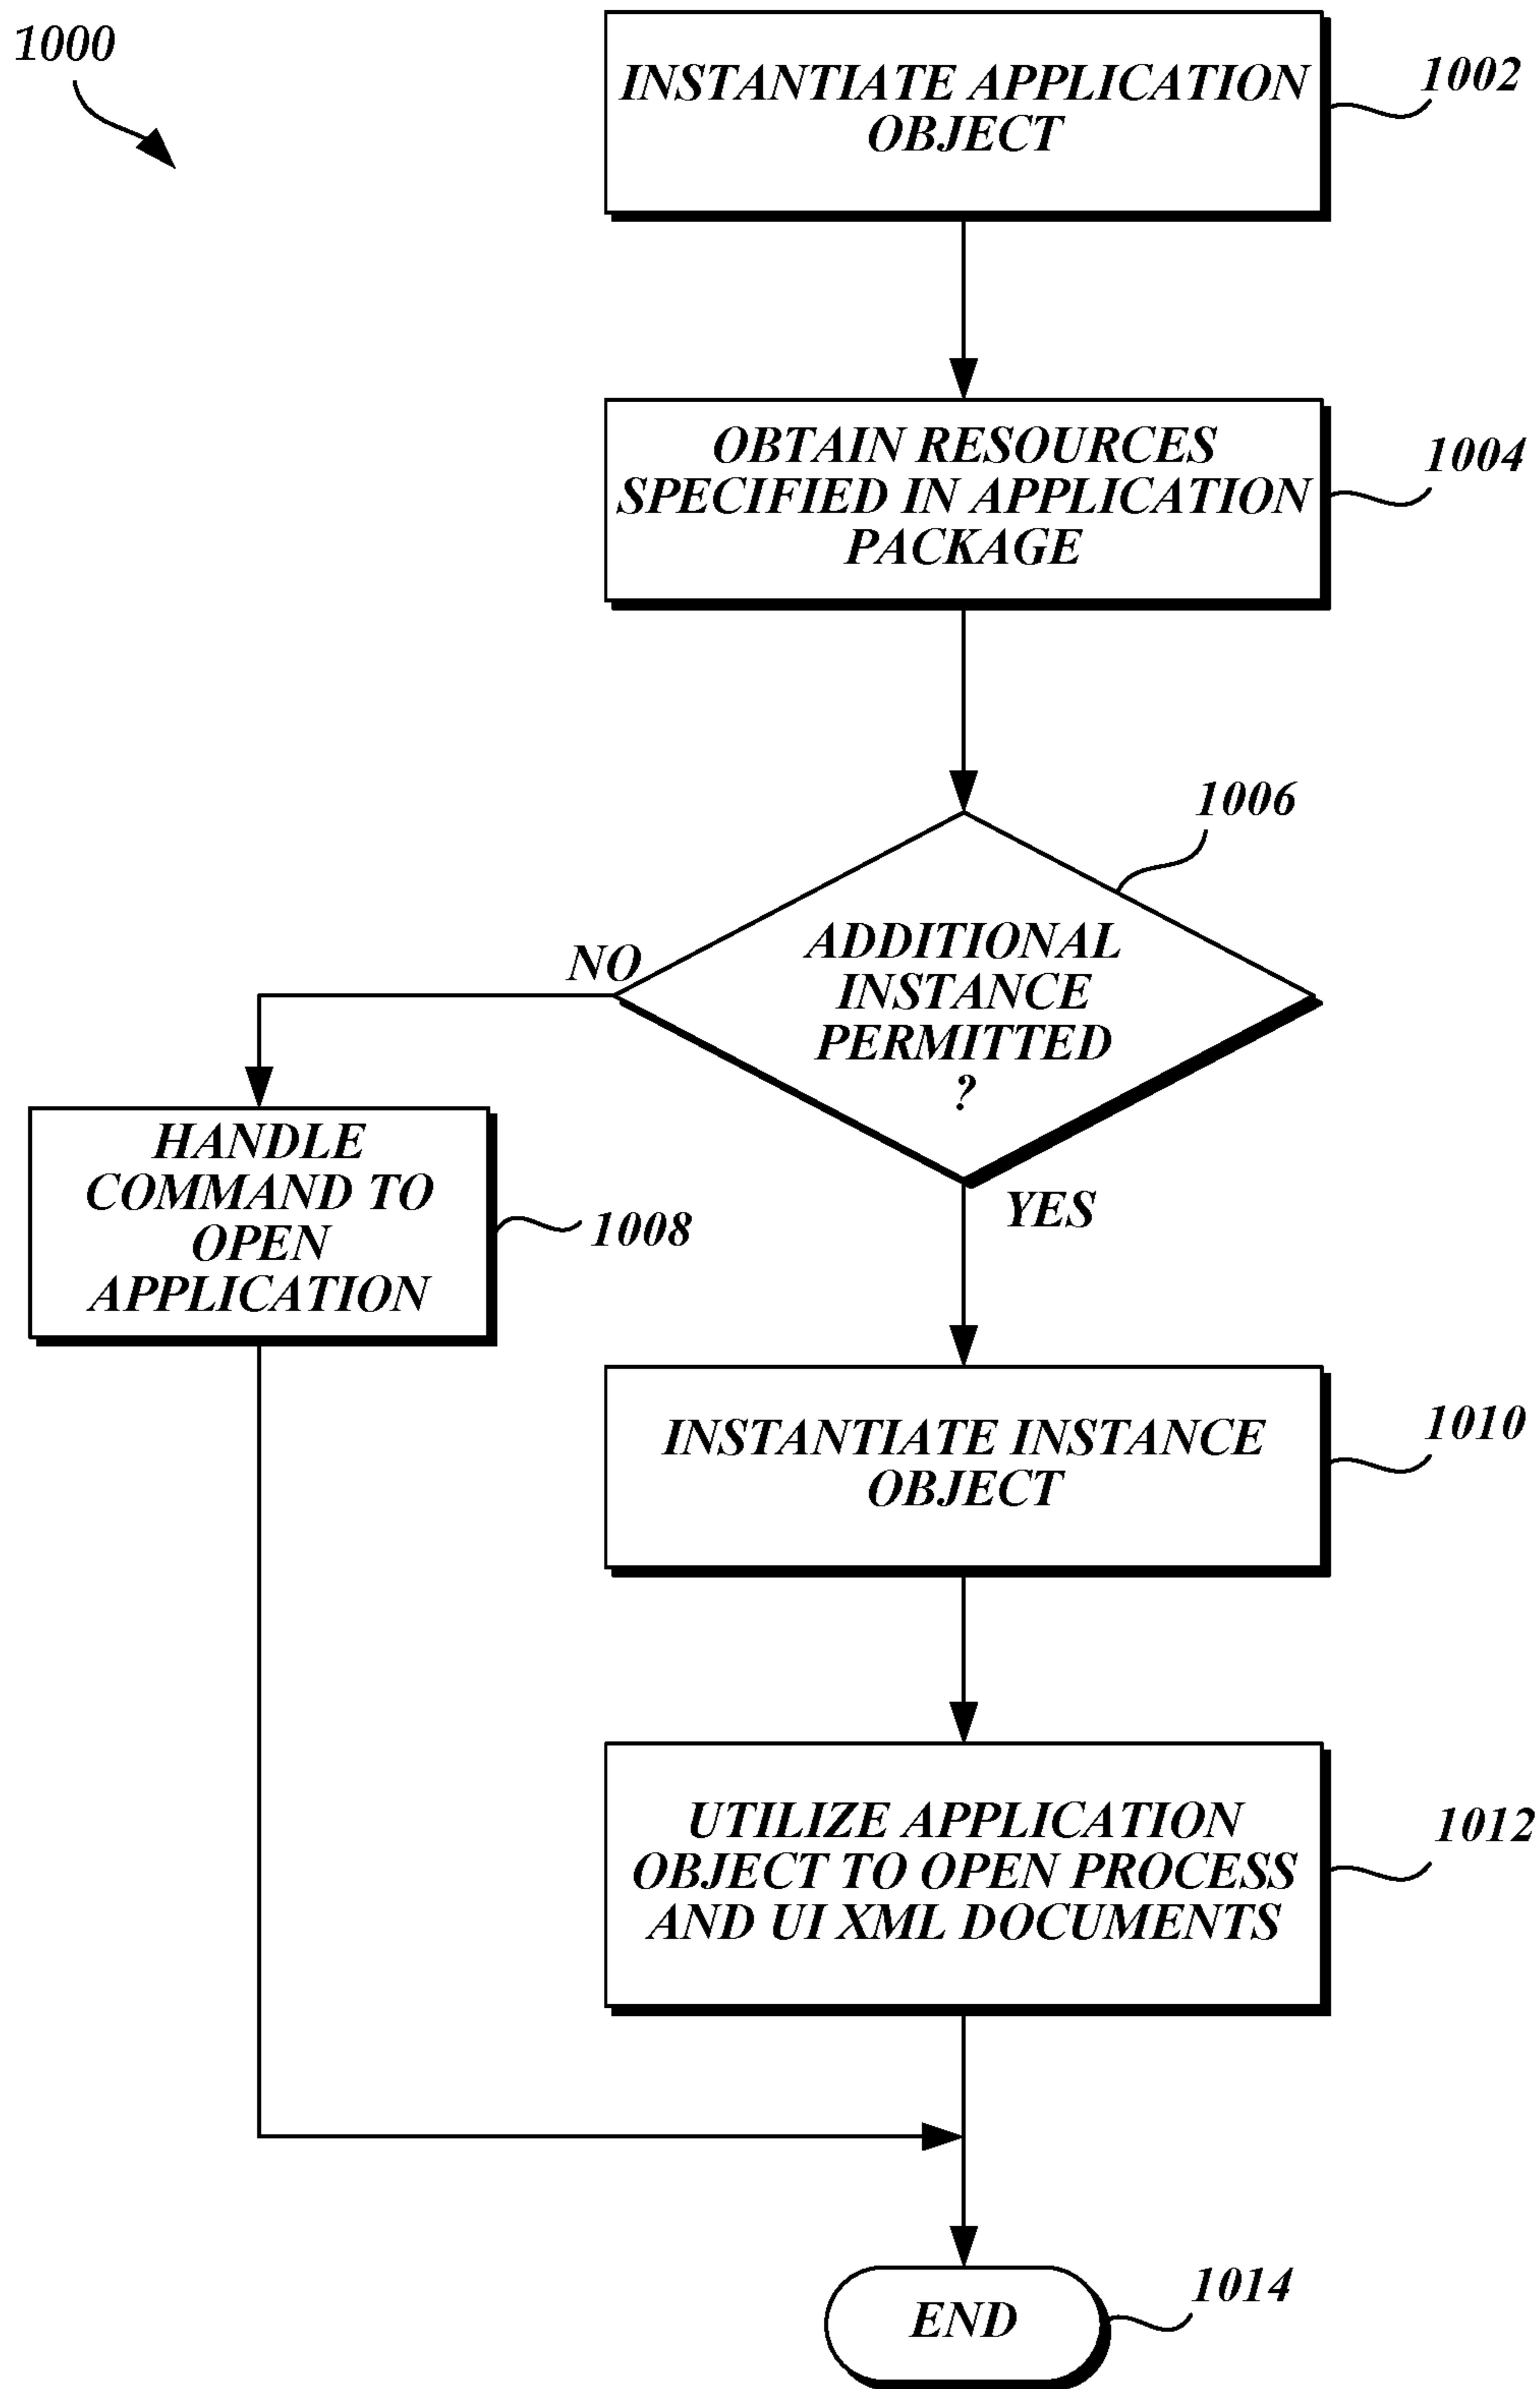 1000
INSTANTIATE APPLICATION
OBJECT
1002
OBTAIN RESOURCES
SPECIFIED IN APPLICATION
PACKAGE
1004
1006
ADDITIONAL
INSTANCE
PERMITTED
?
NO
YES
HANDLE
COMMAND TO
OPEN
APPLICATION
1008
INSTANTIATE INSTANCE
OBJECT
1010
UTILIZE APPLICATION
OBJECT TO OPEN PROCESS
AND UI XML DOCUMENTS
1012
END
1014